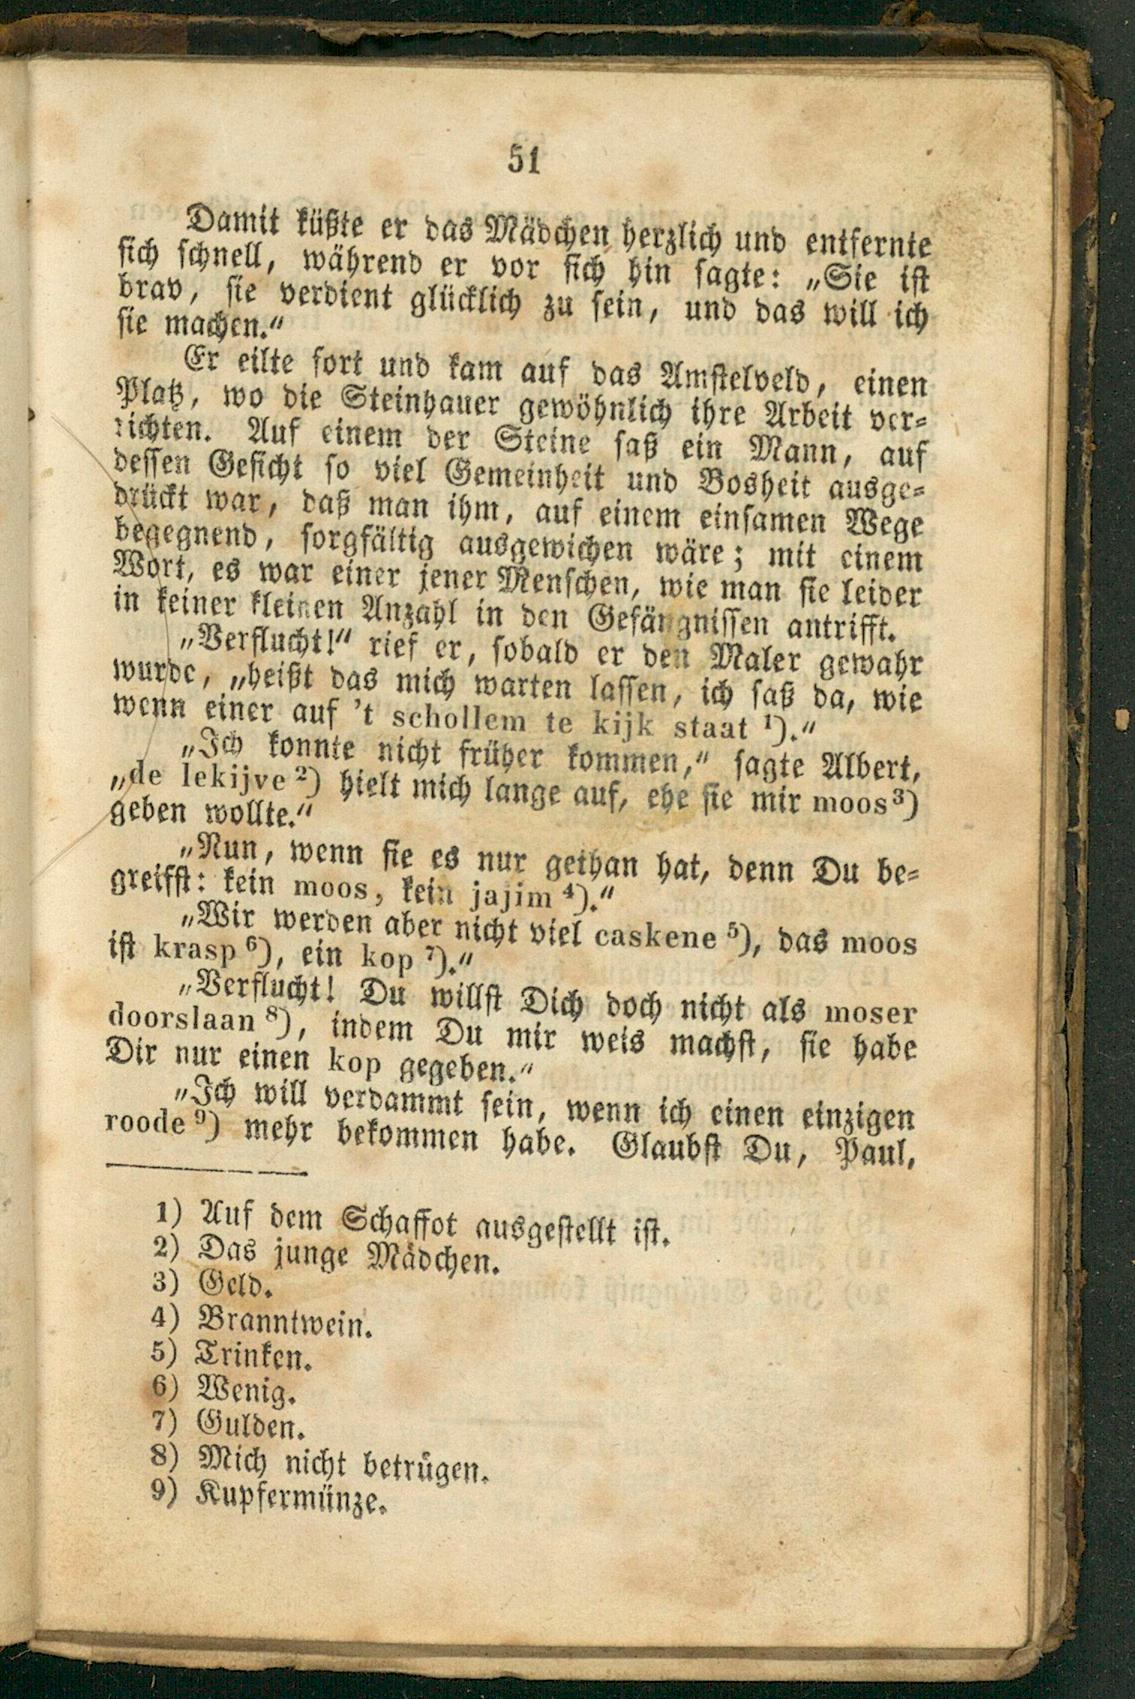 51
Damit küßte er das Mädchen herzlich und entfernte
sich schnell, während er vor sich hin sagte: „Sie ist
brav, sie verdient glücklich zu sein, und das will ich
sie machen.“
Er eilte fort und kam auf das Amstelveld, einen
Platz, wo die Steinhauer gewöhnlich ihre Arbeit ver-
richten. Auf einem der Steine saß ein Mann, auf
dessen Gesicht so viel Gemeinheit und Bosheit ausge-
drückt war, daß man ihm, auf einem einsamen Wege
begegnend, sorgfältig ausgewichen wäre; mit einem
Wort, es war einer jener Menschen, wie man sie leider
in keiner kleinen Anzahl in den Gefängnissen antrifft.
„Verflucht!“ rief er, sobald er den Maler gewahr
wurde, „heißt das mich warten lassen, ich saß da, wie
wenn einer auf 't schollem te kijk staat ¹).“
„Ich konnte nicht früher kommen,“ sagte Albert,
„de lekijve ²) hielt mich lange auf, ehe sie mir moos ³)
geben wollte.“
„Nun, wenn sie es nur gethan hat, denn Du be-
greifst: kein moos, kein jajim ⁴).“
„Wir werden aber nicht viel caskene ⁵), das moos
ist krasp ⁶), ein kop ⁷).“
„Verflucht! Du willst Dich doch nicht als moser
doorslaan ⁸), indem Du mir weis machst, sie habe
Dir nur einen kop gegeben.“
„Ich will verdammt sein, wenn ich einen einzigen
roode ⁹) mehr bekommen habe. Glaubst Du, Paul,
1) Auf dem Schaffot ausgestellt ist.
2) Das junge Mädchen.
3) Geld.
4) Branntwein.
5) Trinken.
6) Wenig.
7) Gulden.
8) Mich nicht betrügen.
9) Kupfermünze.